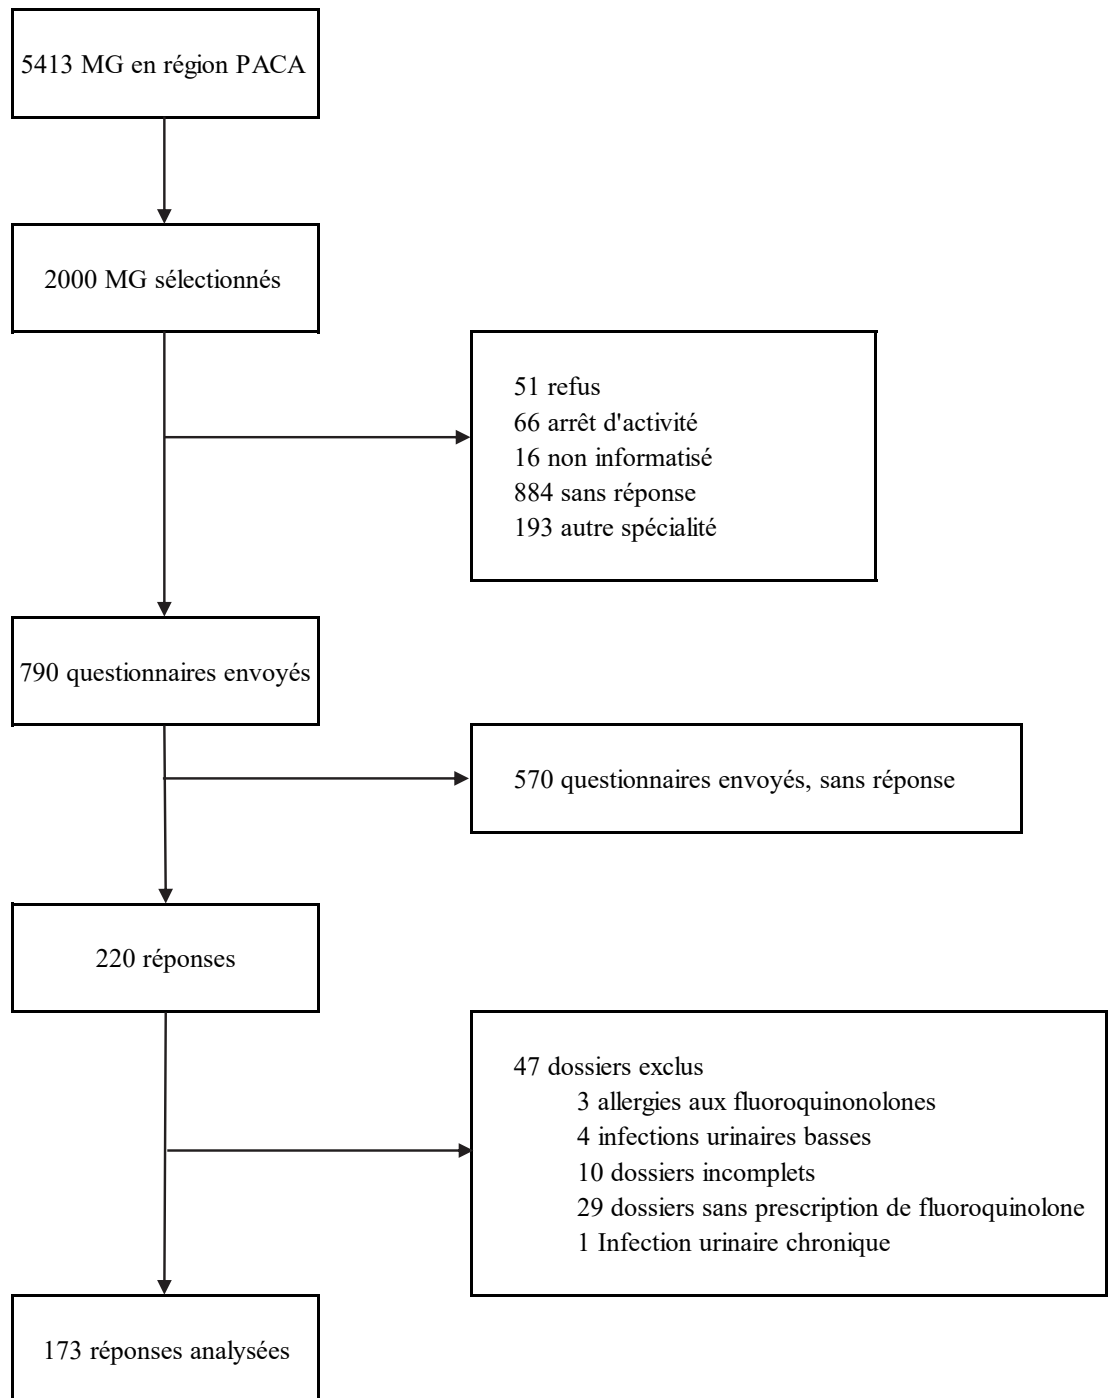 5413 MG en région PACA
2000 MG sélectionnés
51 refus
66 arrêt d'activité
16 non informatisé
884 sans réponse
193 autre spécialité
790 questionnaires envoyés
570 questionnaires envoyés, sans réponse
220 réponses
47 dossiers exclus
3 allergies aux fluoroquinonolones
4 infections urinaires basses
10 dossiers incomplets
29 dossiers sans prescription de fluoroquinolone
1 Infection urinaire chronique
173 réponses analysées